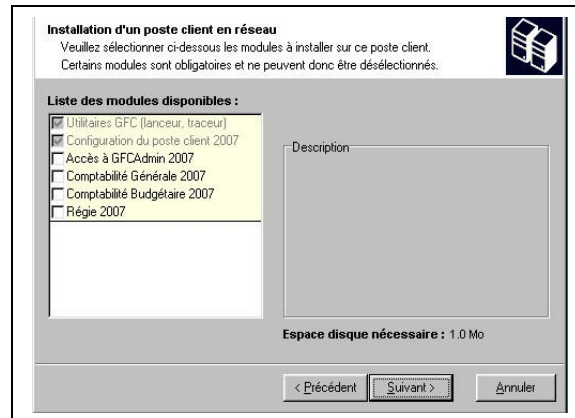 Installation d'un poste client en réseau
Veuillez sélectionner ci-dessous les modules à installer sur ce poste client.
Certains modules sont obligatoires et ne peuvent donc être désélectionnés.
Liste des modules disponibles :
Utilitaires GFC (lanceur, traceur)
Configuration du poste client 2007
Accès à GFCAdmin 2007
Comptabilité Générale 2007
Comptabilité Budgétaire 2007
Régie 2007
Description
Espace disque nécessaire : 1.0 Mo
< Précédent
Suivant >
Annuler